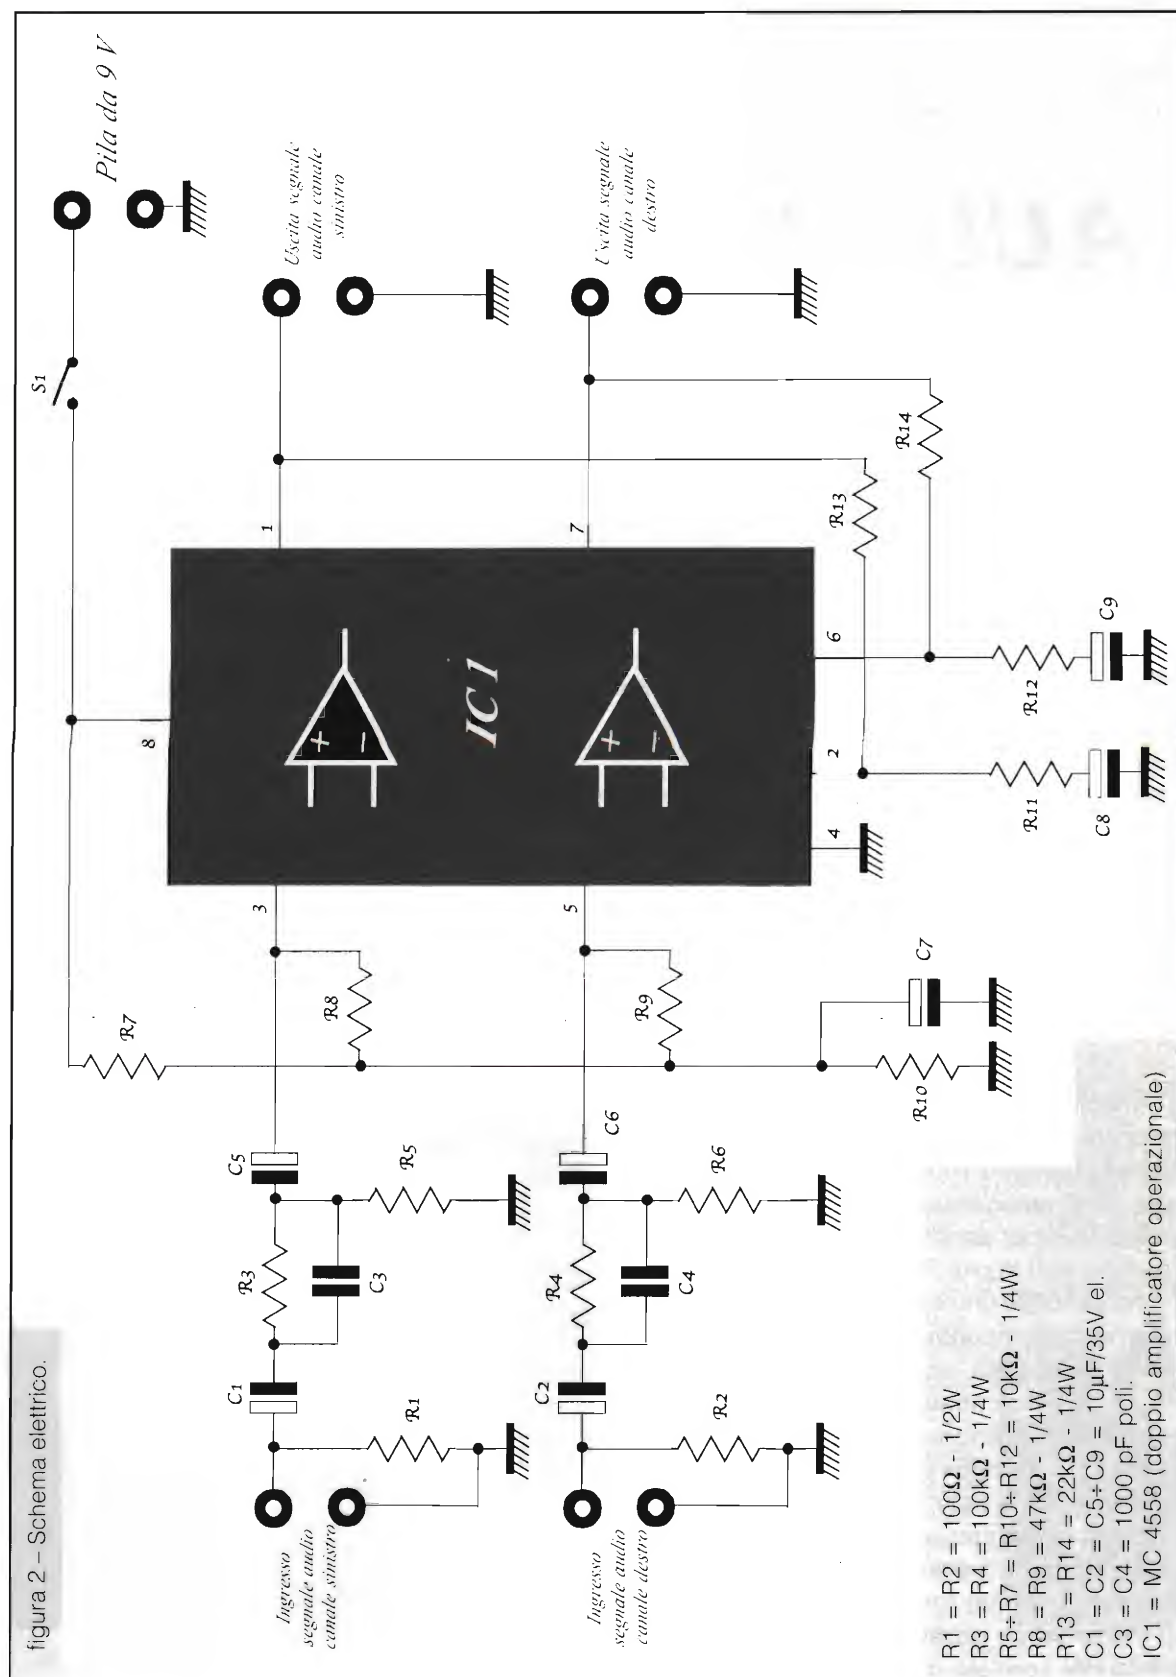 figura 2 – Schema elettrico.
Pila da 9 V
S1
Uscita segnale
audio canale
sinistro
Uscita segnale
audio canale
destro
R14
R13
1
7
8
IC1
+
–
+
–
6
2
4
R12
C9
R11
C8
3
5
R7
R8
R9
C7
R10
C5
C6
R5
R6
R3
C3
R4
C4
C1
C2
R1
R2
Ingresso
segnale audio
canale sinistro
Ingresso
segnale audio
canale destro
R1 = R2 = 100Ω - 1/2W
R3 = R4 = 100kΩ - 1/4W
R5÷R7 = R10÷R12 = 10kΩ - 1/4W
R8 = R9 = 47kΩ - 1/4W
R13 = R14 = 22kΩ - 1/4W
C1 = C2 = C5÷C9 = 10µF/35V el.
C3 = C4 = 1000 pF poli.
IC1 = MC 4558 (doppio amplificatore operazionale)